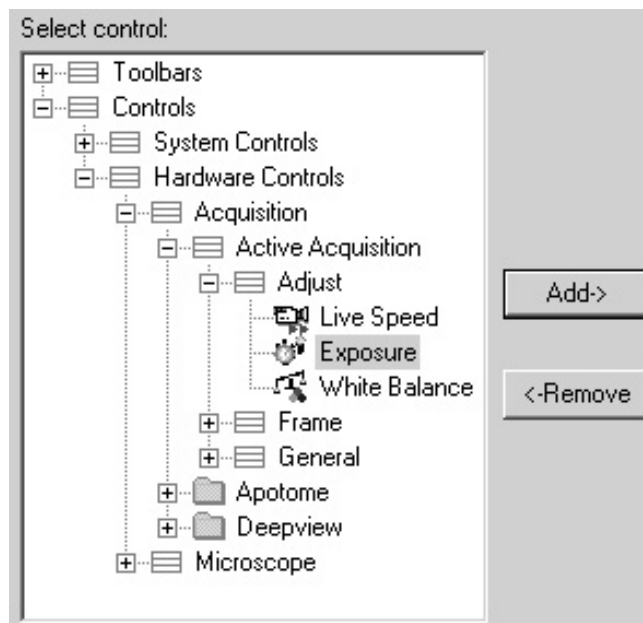 Select control:
Toolbars
Controls
System Controls
Hardware Controls
Acquisition
Active Acquisition
Adjust
Live Speed
Exposure
White Balance
Frame
General
Apotome
Deepview
Microscope
Add->
<-Remove